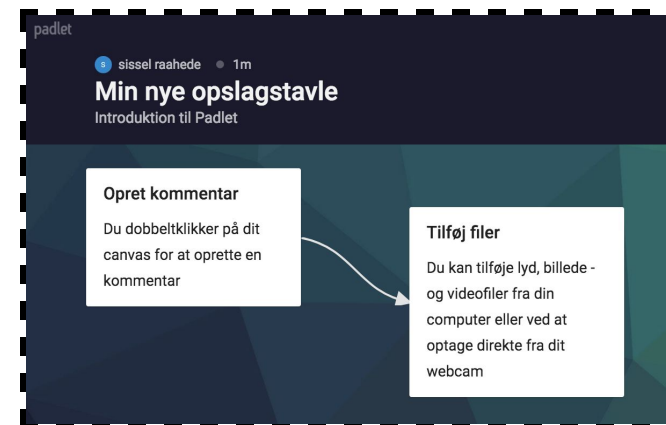 padlet
s sissel raahede 1m
Min nye opslagstavle
Introduktion til Padlet
Opret kommentar
Du dobbeltklikker på dit
canvas for at oprette en
kommentar
Tilføj filer
Du kan tilføje lyd, billede -
og videofiler fra din
computer eller ved at
optage direkte fra dit
webcam